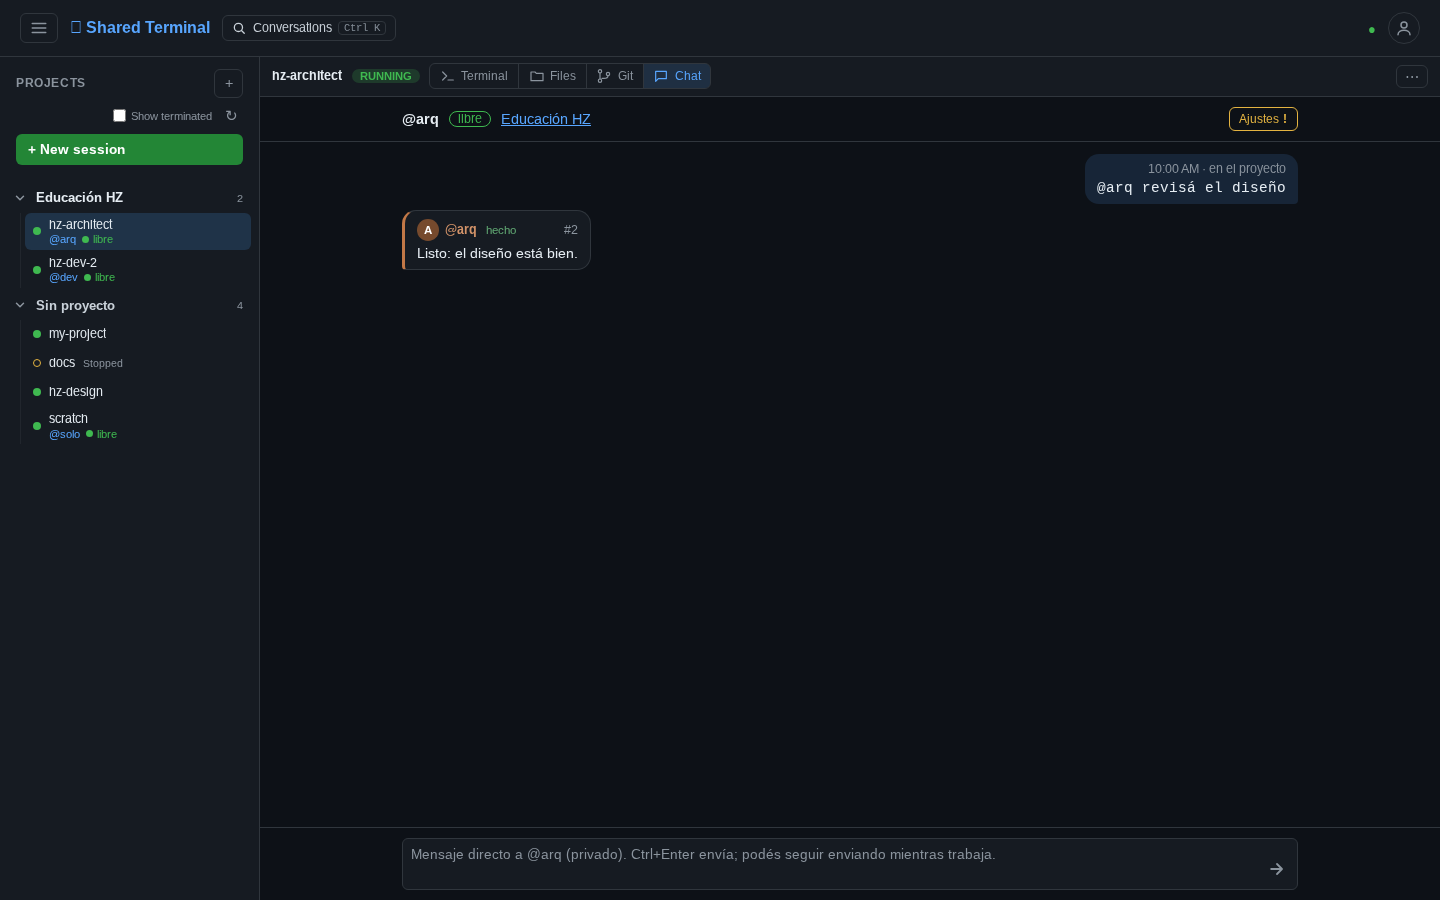 Shared Terminal
Conversations Ctrl K
PROJECTS
+
Show terminated
+ New session
Educación HZ 2
hz-architect
@arq libre
hz-dev-2
@dev libre
Sin proyecto 4
my-project
docs Stopped
hz-design
scratch
@solo libre
hz-architect RUNNING Terminal Files Git Chat ...
@arq libre Educación HZ Ajustes !
10:00 AM · en el proyecto
@arq revisá el diseño
A @arq hecho #2
Listo: el diseño está bien.
Mensaje directo a @arq (privado). Ctrl+Enter envía; podés seguir enviando mientras trabaja.